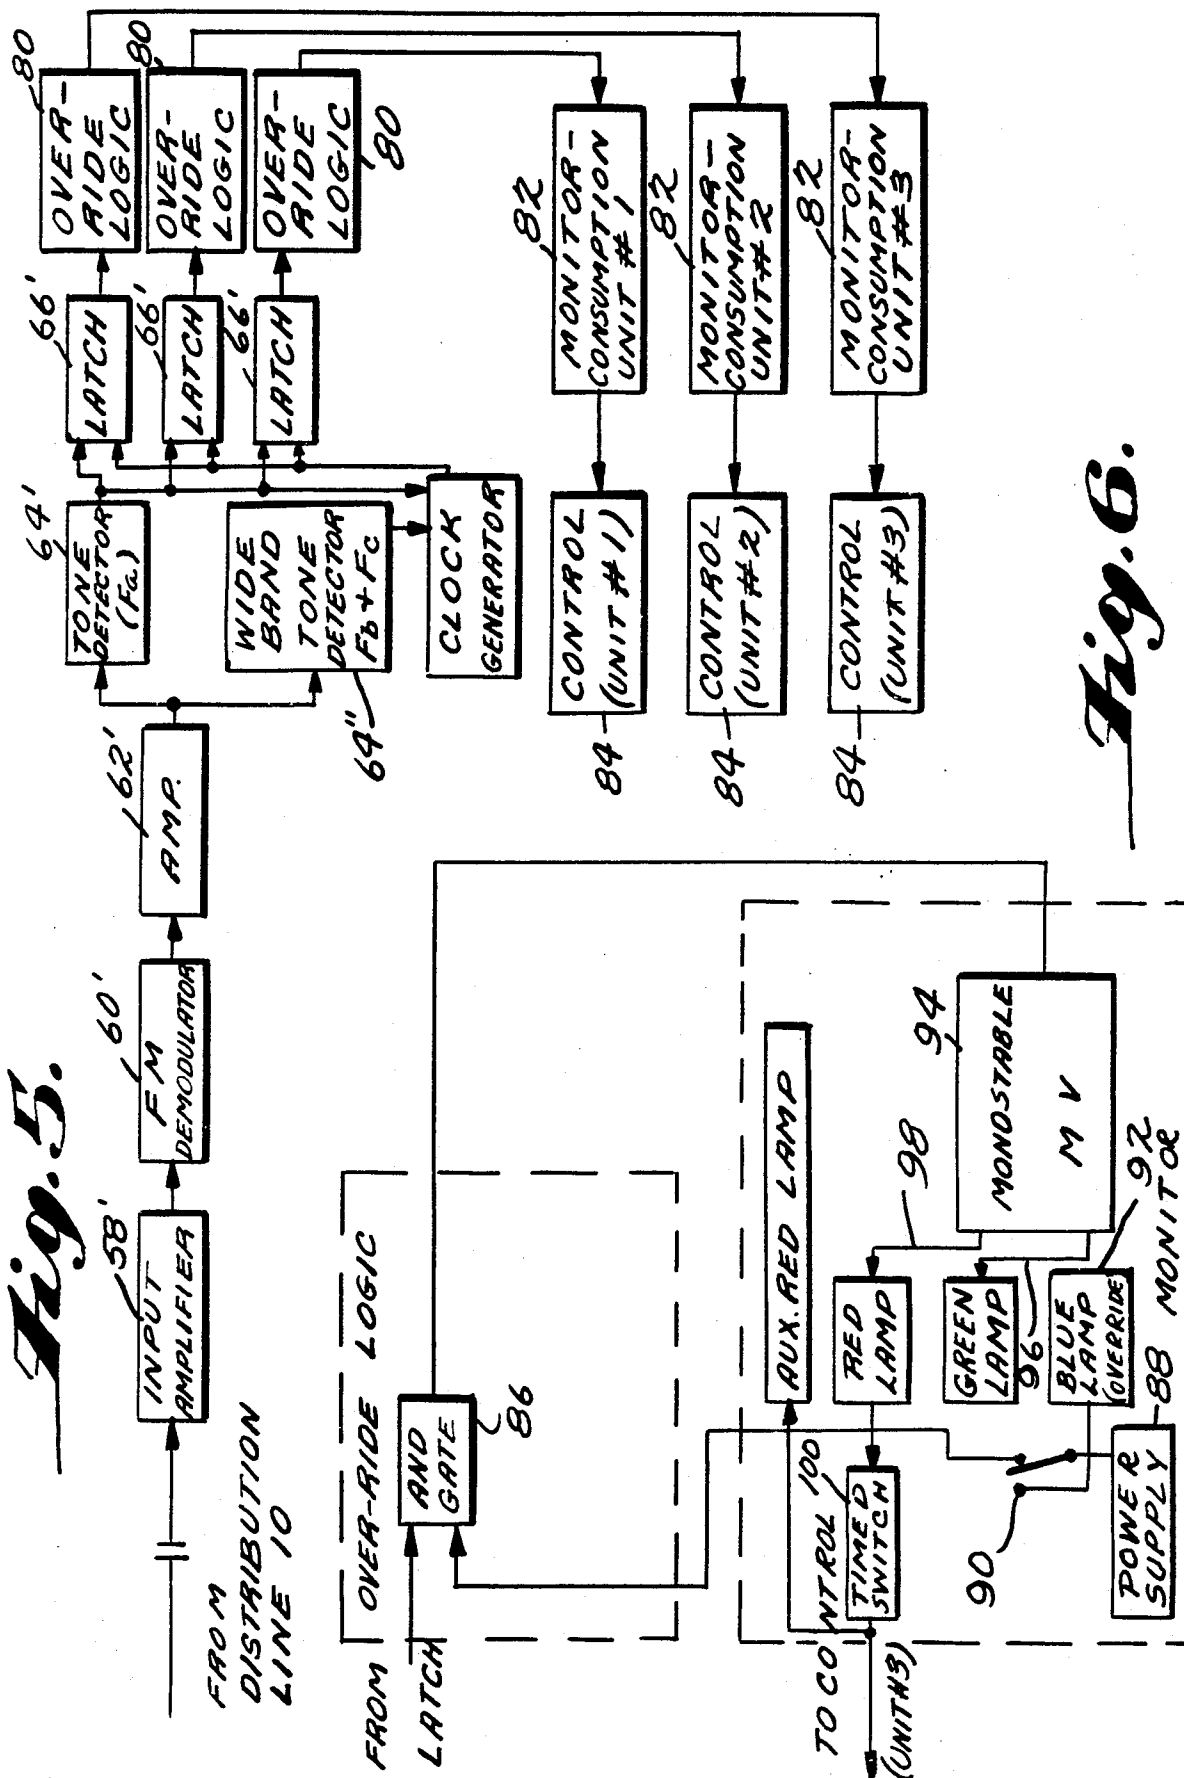 Fig. 5.
FROM
DISTRIBUTION
LINE 10
INPUT
AMPLIFIER
58'
FM
DEMODULATOR
60'
AMP.
62'
TONE
DETECTOR
(Fa)
64'
WIDE
BAND
TONE
DETECTOR
Fb + Fc
64"
CLOCK
GENERATOR
LATCH
66'
LATCH
66'
LATCH
66'
OVER-
RIDE
LOGIC
80
OVER-
RIDE
LOGIC
80
OVER-
RIDE
LOGIC
80
MONITOR-
CONSUMPTION
UNIT #1
82
MONITOR-
CONSUMPTION
UNIT #2
82
MONITOR-
CONSUMPTION
UNIT #3
82
CONTROL
(UNIT #1)
84
CONTROL
(UNIT #2)
84
CONTROL
(UNIT #3)
84
Fig. 6.
OVER-RIDE LOGIC
FROM
LATCH
AND
GATE
86
AUX. RED LAMP
RED
LAMP
98
GREEN
LAMP
96
BLUE
LAMP
(OVERRIDE)
92
MONITOR
MONOSTABLE
MV
94
TIMED
SWITCH
100
TO CONTROL
(UNIT#3)
90
POWER
SUPPLY
88